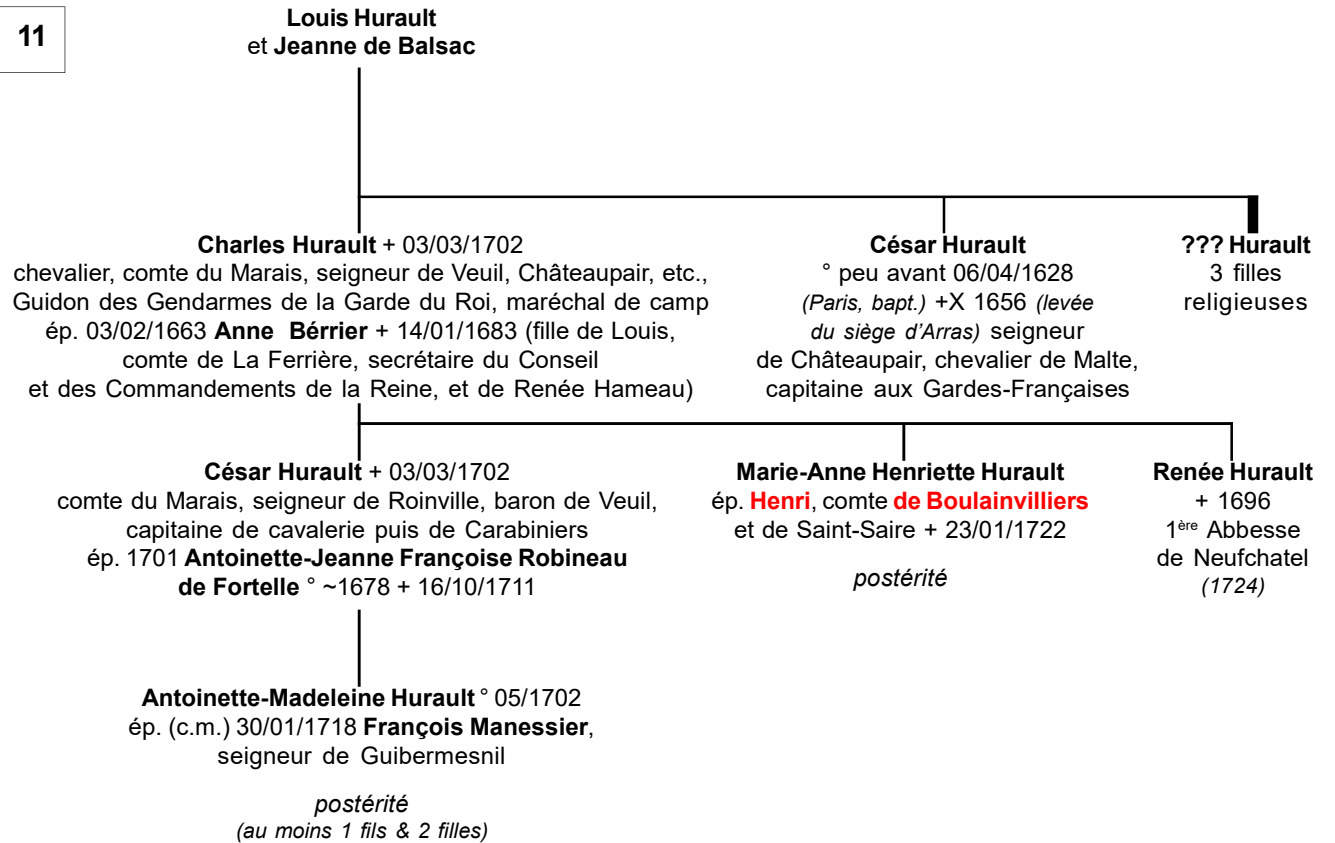 11
Louis Hurault
et Jeanne de Balsac
Charles Hurault + 03/03/1702
chevalier, comte du Marais, seigneur de Veuil, Châteaupair, etc.,
Guidon des Gendarmes de la Garde du Roi, maréchal de camp
ép. 03/02/1663 Anne Bérrier + 14/01/1683 (fille de Louis,
comte de La Ferrière, secrétaire du Conseil
et des Commandements de la Reine, et de Renée Hameau)
César Hurault
° peu avant 06/04/1628
(Paris, bapt.) +X 1656 (levée
du siège d'Arras) seigneur
de Châteaupair, chevalier de Malte,
capitaine aux Gardes-Françaises
??? Hurault
3 filles
religieuses
César Hurault + 03/03/1702
comte du Marais, seigneur de Roinville, baron de Veuil,
capitaine de cavalerie puis de Carabiniers
ép. 1701 Antoinette-Jeanne Françoise Robineau
de Fortelle ° ~1678 + 16/10/1711
Marie-Anne Henriette Hurault
ép. Henri, comte de Boulainvilliers
et de Saint-Saire + 23/01/1722
postérité
Renée Hurault
+ 1696
1ère Abbesse
de Neufchatel
(1724)
Antoinette-Madeleine Hurault ° 05/1702
ép. (c.m.) 30/01/1718 François Manessier,
seigneur de Guibermesnil
postérité
(au moins 1 fils & 2 filles)